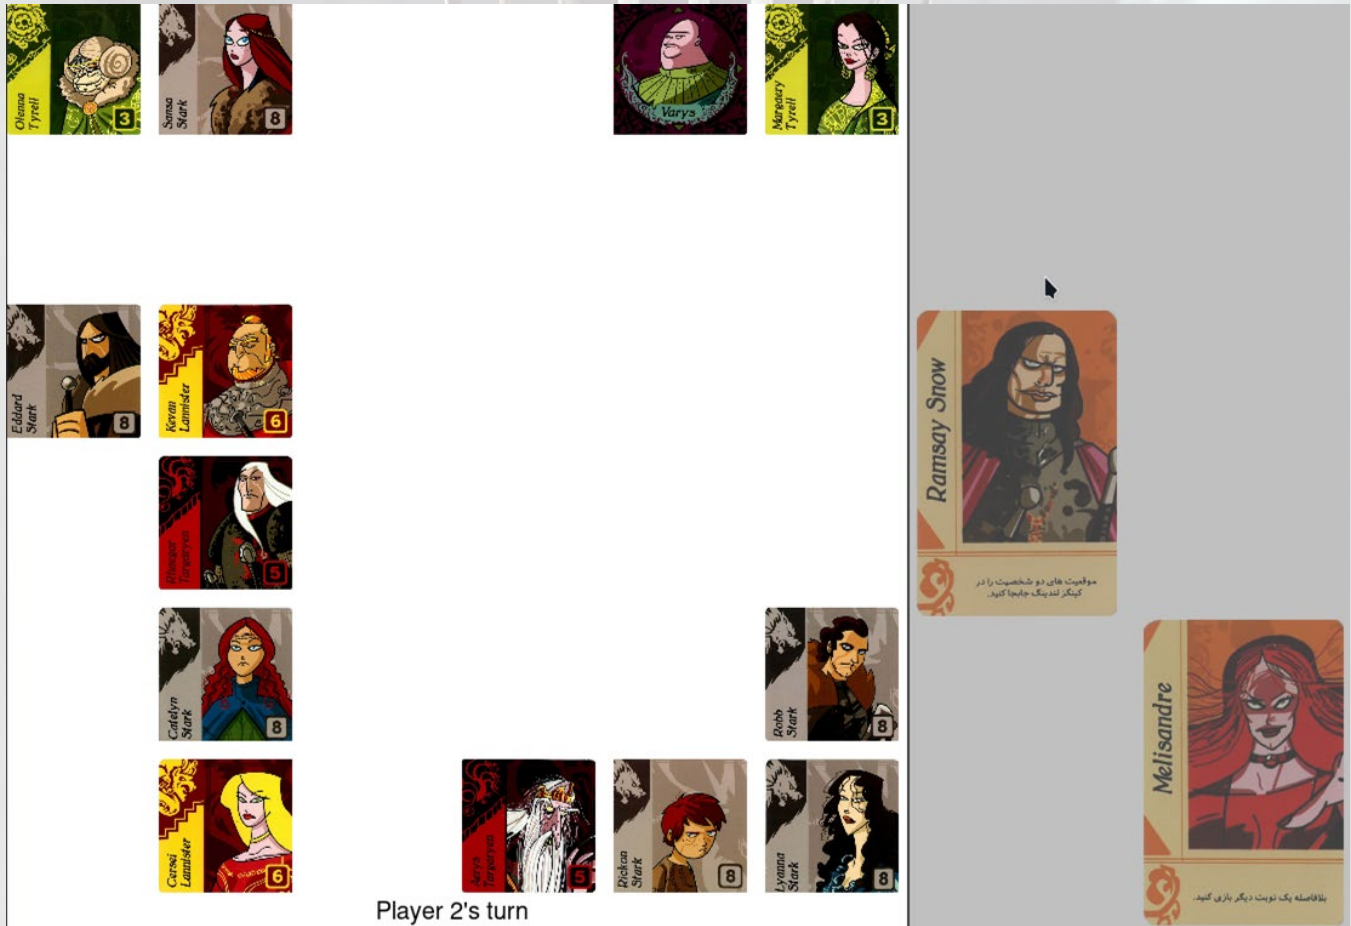 Olenna
Tyrell
3
Sansa
Stark
8
Varys
Margaery
Tyrell
3
Eddard
Stark
8
Kevan
Lannister
6
Ramsay Snow
موقعیت های دو شخصیت را در
کینگز لندینگ جابجا کنید.
Rhaegar
Targaryen
5
Catelyn
Stark
8
Robb
Stark
8
Melisandre
بلافاصله یک نوبت دیگر بازی کنید.
Cersei
Lannister
6
Aerys
Targaryen
5
Rickon
Stark
8
Lyanna
Stark
8
Player 2's turn